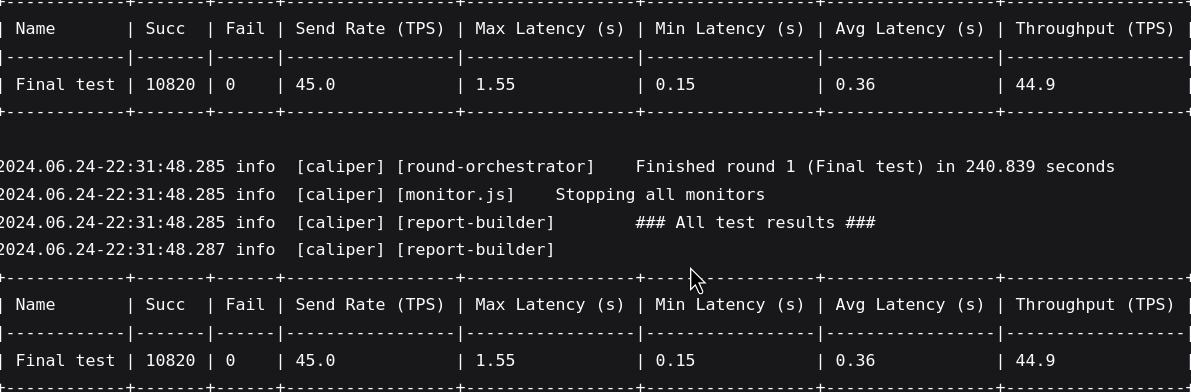 +------------+-------+------+-----------------+-----------------+-----------------+-----------------+------------------+
| Name       | Succ  | Fail | Send Rate (TPS) | Max Latency (s) | Min Latency (s) | Avg Latency (s) | Throughput (TPS) |
|------------|-------|------|-----------------|-----------------|-----------------|-----------------|------------------|
| Final test | 10820 | 0    | 45.0            | 1.55            | 0.15            | 0.36            | 44.9             |
+------------+-------+------+-----------------+-----------------+-----------------+-----------------+------------------+
2024.06.24-22:31:48.285 info  [caliper] [round-orchestrator]    Finished round 1 (Final test) in 240.839 seconds
2024.06.24-22:31:48.285 info  [caliper] [monitor.js]    Stopping all monitors
2024.06.24-22:31:48.285 info  [caliper] [report-builder]        ### All test results ###
2024.06.24-22:31:48.287 info  [caliper] [report-builder]
+------------+-------+------+-----------------+-----------------+-----------------+-----------------+------------------+
| Name       | Succ  | Fail | Send Rate (TPS) | Max Latency (s) | Min Latency (s) | Avg Latency (s) | Throughput (TPS) |
|------------|-------|------|-----------------|-----------------|-----------------|-----------------|------------------|
| Final test | 10820 | 0    | 45.0            | 1.55            | 0.15            | 0.36            | 44.9             |
+------------+-------+------+-----------------+-----------------+-----------------+-----------------+------------------+